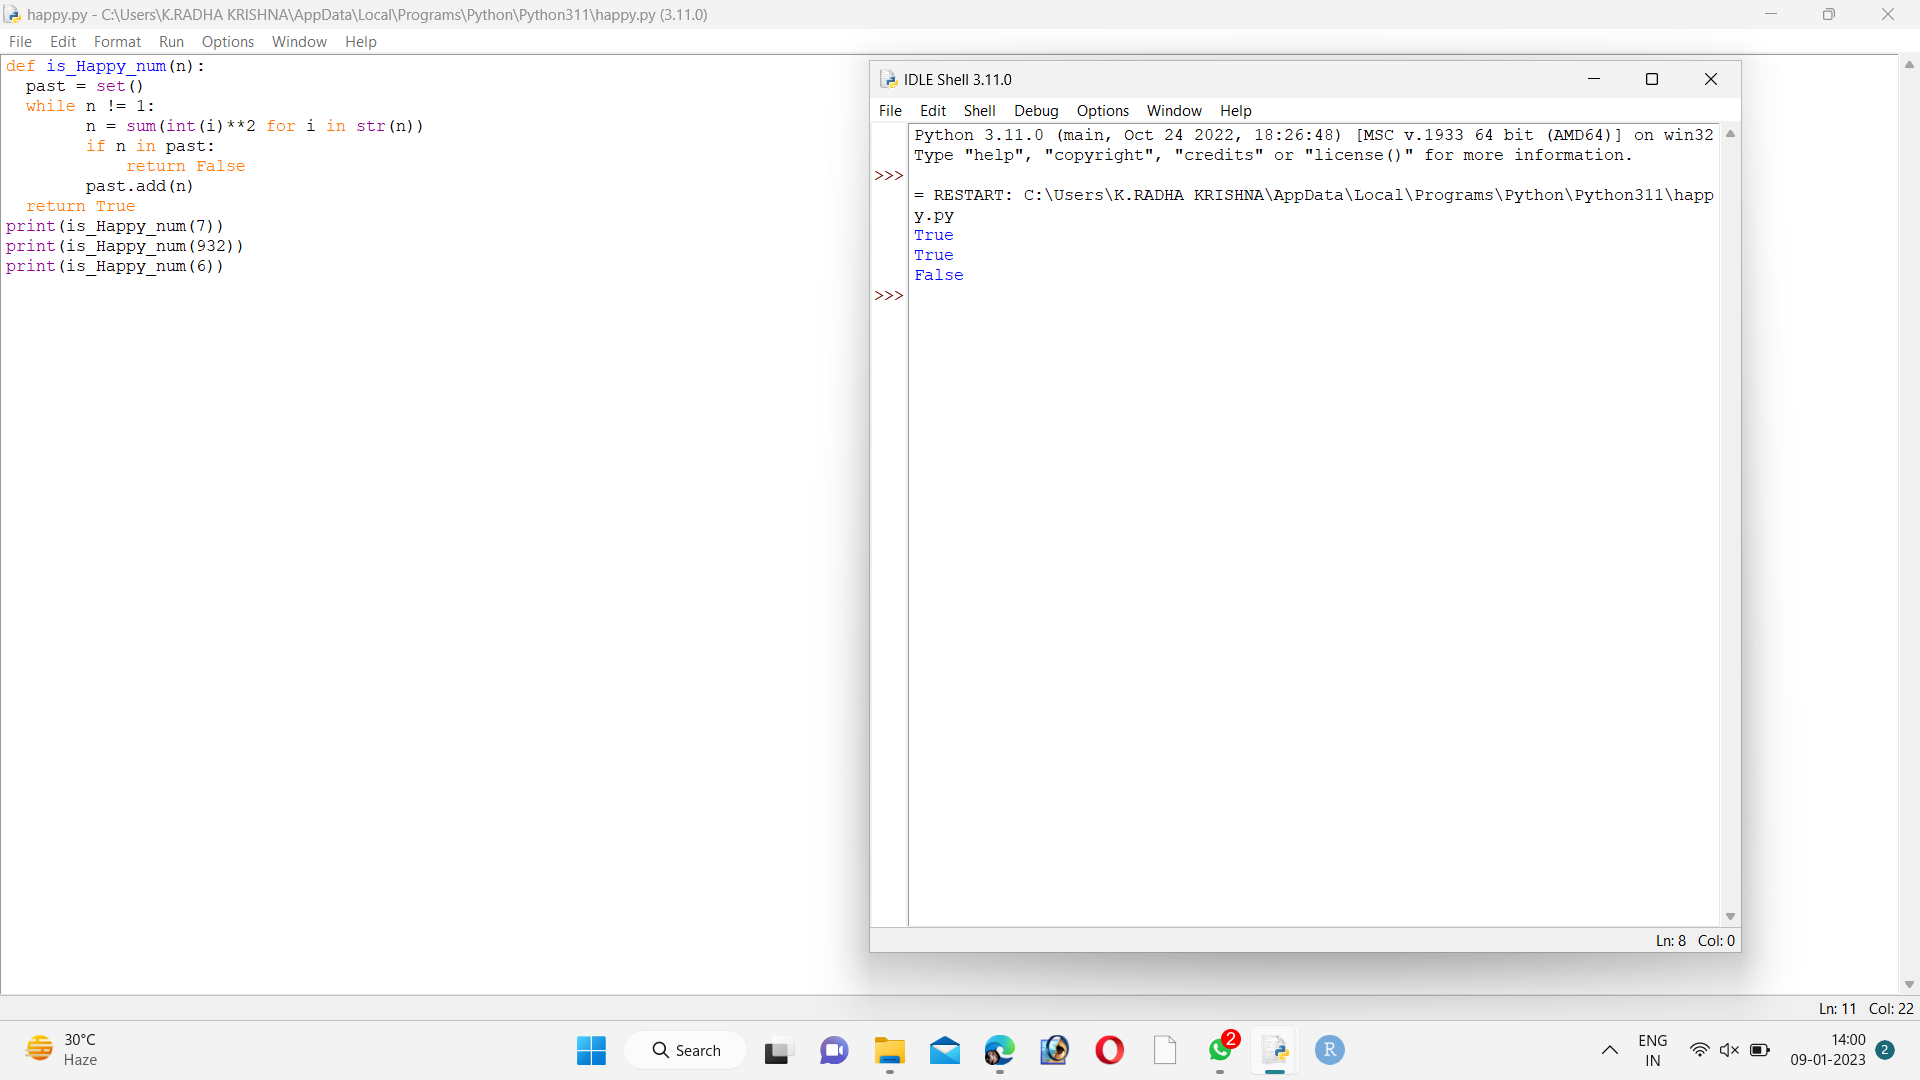 happy.py - C:\Users\K.RADHA KRISHNA\AppData\Local\Programs\Python\Python311\happy.py (3.11.0)
File Edit Format Run Options Window Help
def is_Happy_num(n):
  past = set()
  while n != 1:
        n = sum(int(i)**2 for i in str(n))
        if n in past:
            return False
        past.add(n)
  return True
print(is_Happy_num(7))
print(is_Happy_num(932))
print(is_Happy_num(6))
IDLE Shell 3.11.0
File Edit Shell Debug Options Window Help
Python 3.11.0 (main, Oct 24 2022, 18:26:48) [MSC v.1933 64 bit (AMD64)] on win32
Type "help", "copyright", "credits" or "license()" for more information.
>>>
= RESTART: C:\Users\K.RADHA KRISHNA\AppData\Local\Programs\Python\Python311\happ
y.py
True
True
False
>>>
Ln: 8 Col: 0
Ln: 11 Col: 22
30°C
Haze
Search
2
R
ENG
IN
14:00
09-01-2023
2